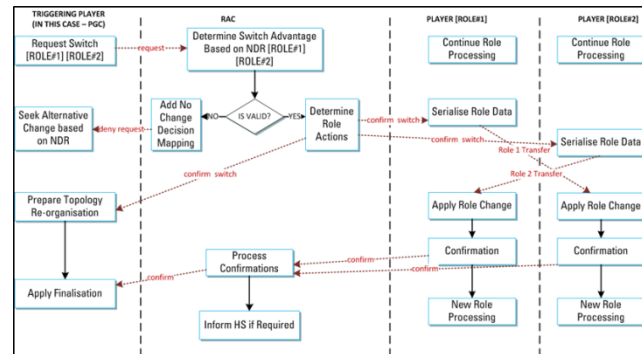 TRIGGERING PLAYER
(IN THIS CASE – PGC)
RAC
PLAYER [ROLE#1]
PLAYER [ROLE#2]
Request Switch
[ROLE#1] [ROLE#2]
request
Determine Switch Advantage
Based on NDR [ROLE#1]
[ROLE#2]
Continue Role
Processing
Continue Role
Processing
Seek Alternative
Change based
on NDR
deny request
Add No
Change
Decision
Mapping
NO
IS VALID?
YES
Determine
Role
Actions
confirm switch
Serialise Role Data
confirm switch
Serialise Role Data
Role 1 Transfer
Role 2 Transfer
confirm switch
Prepare Topology
Re-organisation
Apply Role Change
Apply Role Change
Process
Confirmations
confirm
Confirmation
Confirmation
confirm
confirm
Apply Finalisation
Inform HS if Required
New Role
Processing
New Role
Processing